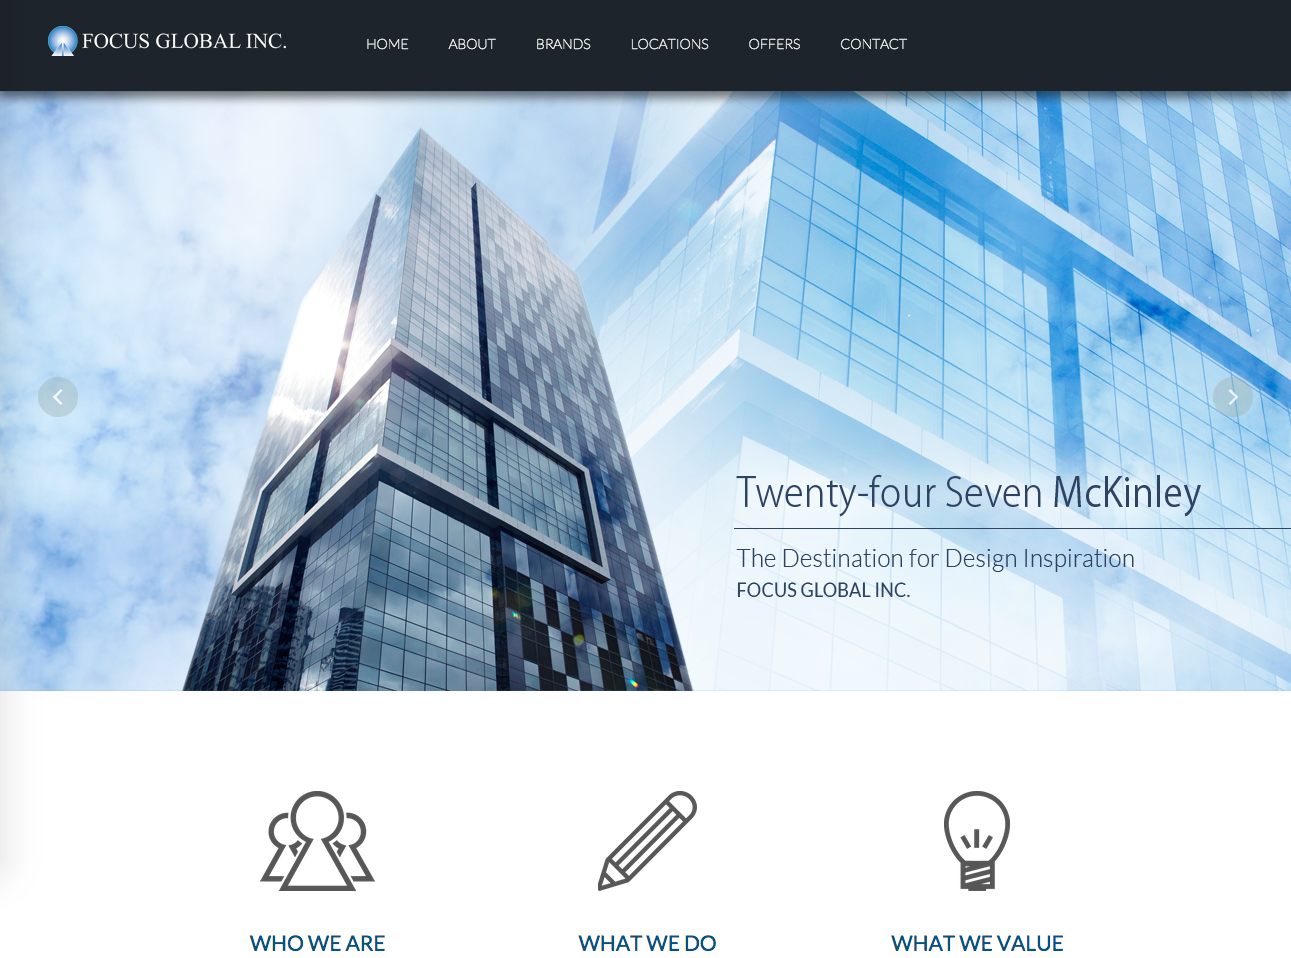 FOCUS GLOBAL INC.
HOME ABOUT BRANDS LOCATIONS OFFERS CONTACT
Twenty-four Seven McKinley
The Destination for Design Inspiration
FOCUS GLOBAL INC.
WHO WE ARE
WHAT WE DO
WHAT WE VALUE